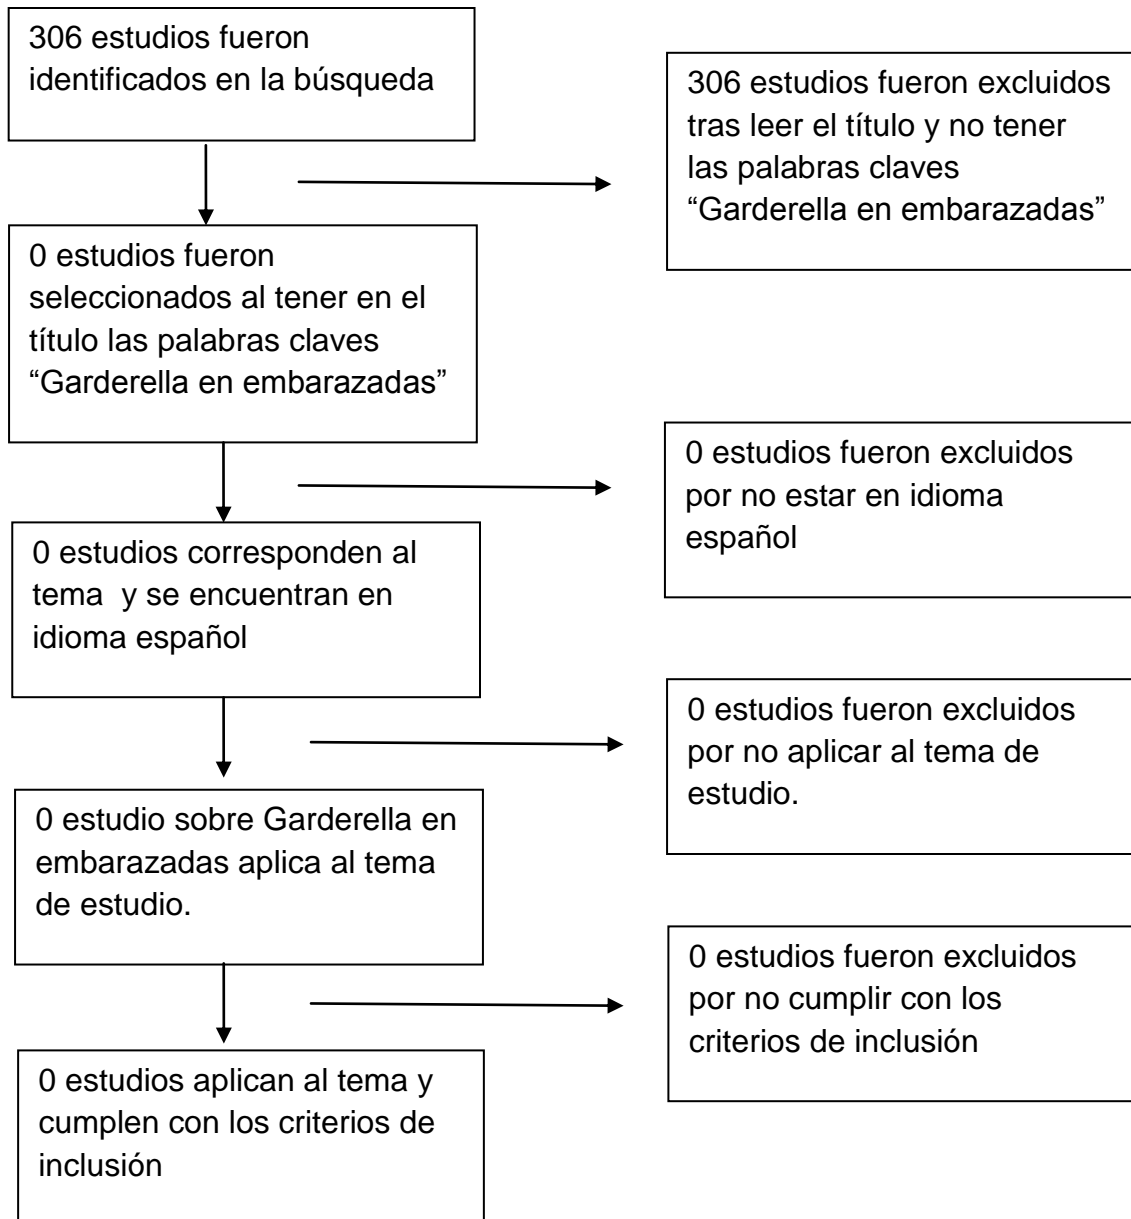 306 estudios fueron
identificados en la búsqueda
306 estudios fueron excluidos
tras leer el título y no tener
las palabras claves
“Garderella en embarazadas”
0 estudios fueron
seleccionados al tener en el
título las palabras claves
“Garderella en embarazadas”
0 estudios fueron excluidos
por no estar en idioma
español
0 estudios corresponden al
tema y se encuentran en
idioma español
0 estudios fueron excluidos
por no aplicar al tema de
estudio.
0 estudio sobre Garderella en
embarazadas aplica al tema
de estudio.
0 estudios fueron excluidos
por no cumplir con los
criterios de inclusión
0 estudios aplican al tema y
cumplen con los criterios de
inclusión